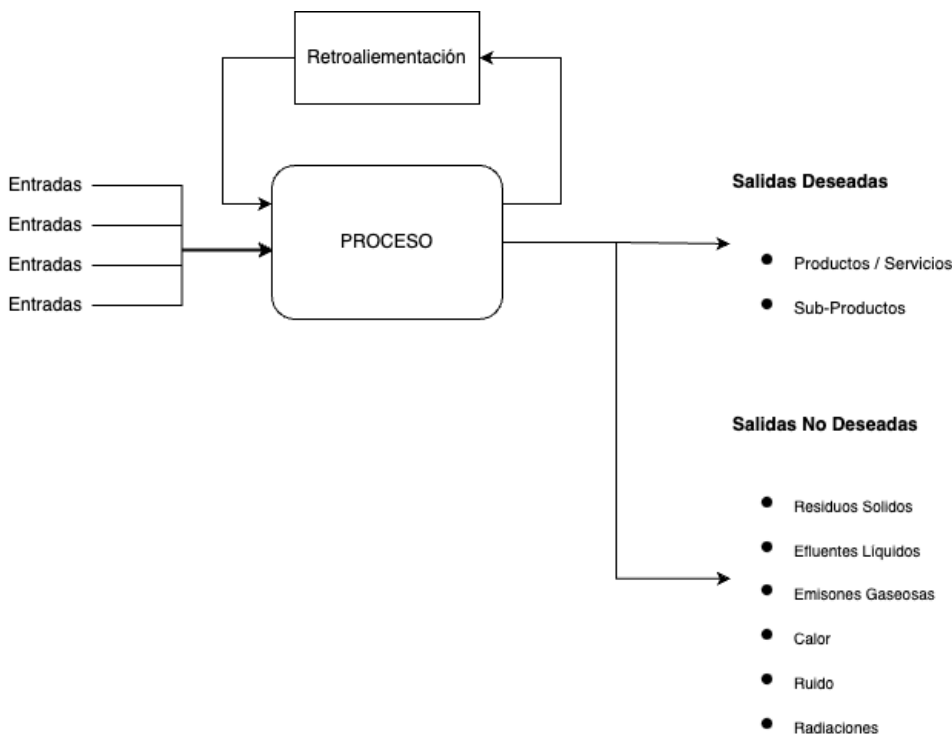 Retroaliementación
Entradas
Entradas
Entradas
Entradas
PROCESO
Salidas Deseadas
Productos / Servicios
Sub-Productos
Salidas No Deseadas
Residuos Solidos
Efluentes Líquidos
Emisones Gaseosas
Calor
Ruido
Radiaciones